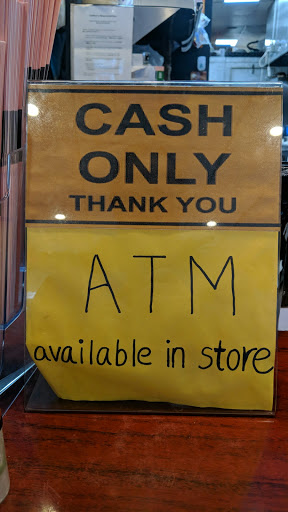 CASH
ONLY
THANK YOU
ATM
available in store